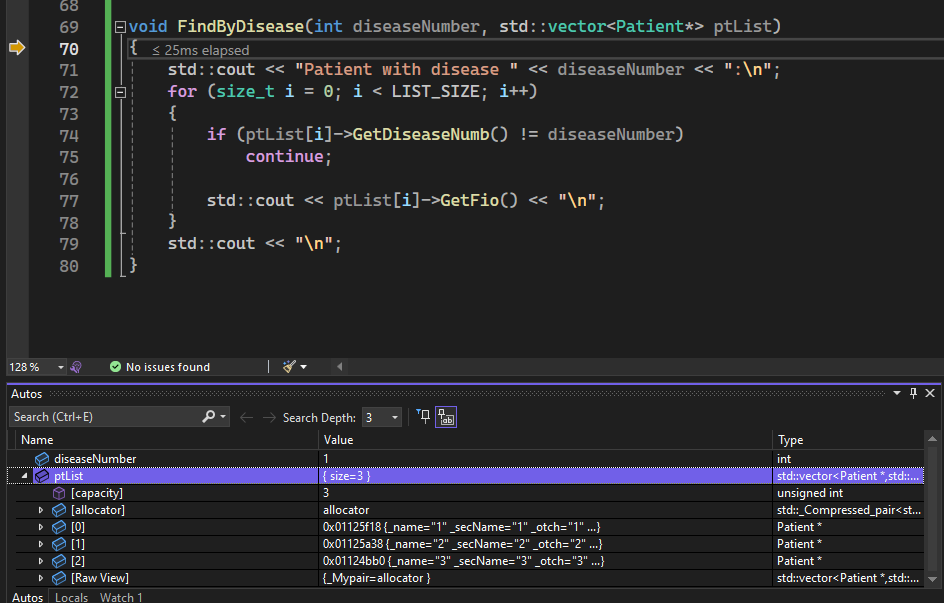 68
69 void FindByDisease(int diseaseNumber, std::vector<Patient*> ptList)
70 { ≤ 25ms elapsed
71 std::cout << "Patient with disease " << diseaseNumber << ":\n";
72 for (size_t i = 0; i < LIST_SIZE; i++)
73 {
74 if (ptList[i]->GetDiseaseNumb() != diseaseNumber)
75 continue;
76
77 std::cout << ptList[i]->GetFio() << "\n";
78 }
79 std::cout << "\n";
80 }
128 % No issues found
Autos
Search (Ctrl+E) Search Depth: 3
Name Value Type
diseaseNumber 1 int
ptList { size=3 } std::vector<Patient *,std::...
[capacity] 3 unsigned int
[allocator] allocator std::_Compressed_pair<st...
[0] 0x01125f18 {_name="1" _secName="1" _otch="1" ...} Patient *
[1] 0x01125a38 {_name="2" _secName="2" _otch="2" ...} Patient *
[2] 0x01124bb0 {_name="3" _secName="3" _otch="3" ...} Patient *
[Raw View] {_Mypair=allocator } std::vector<Patient *,std::...
Autos Locals Watch 1